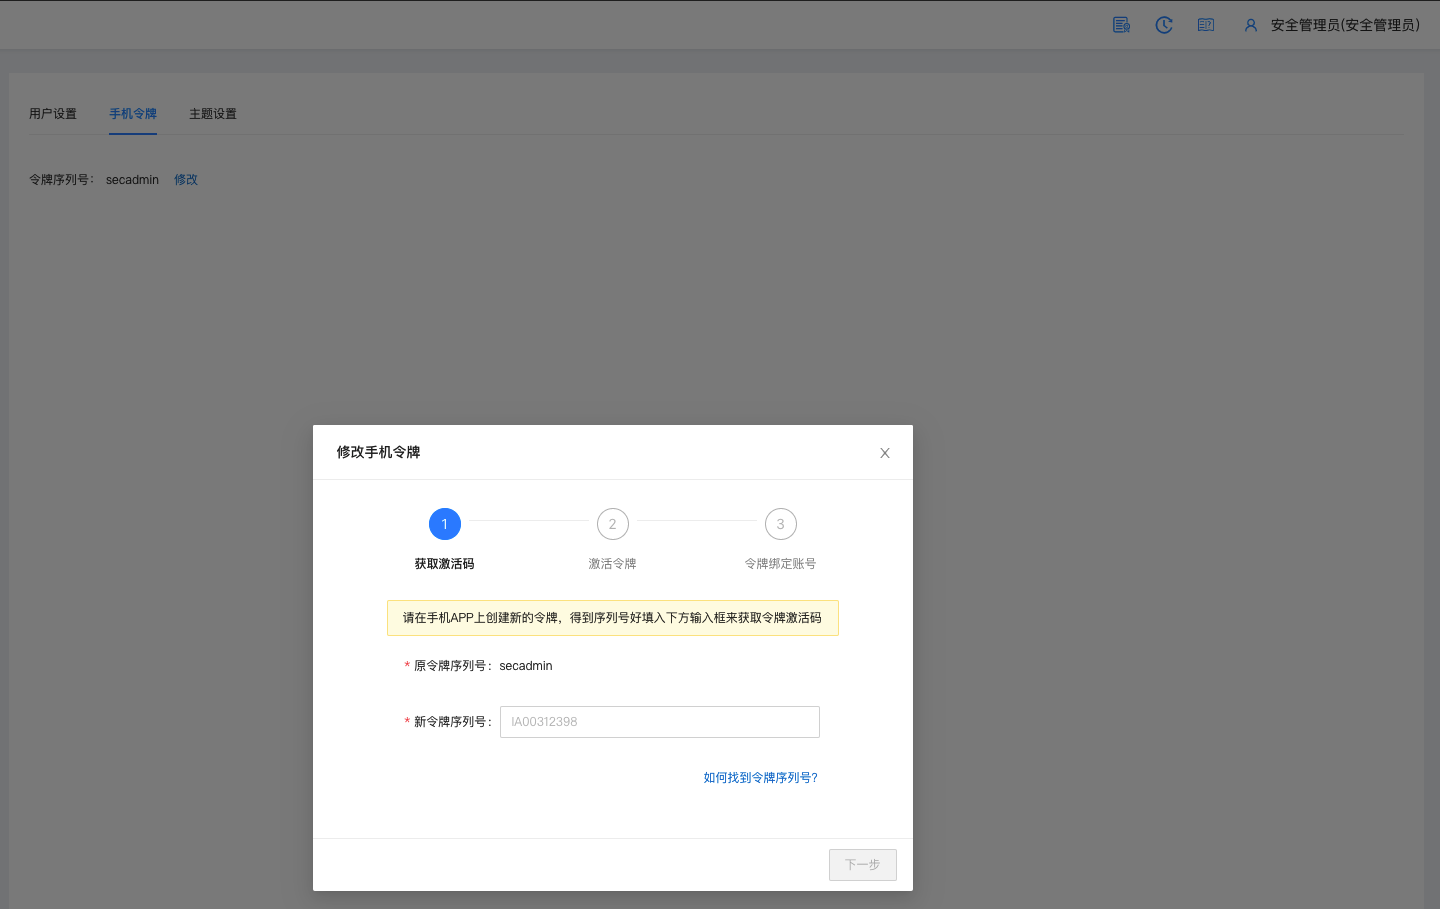 安全管理员(安全管理员)
用户设置 手机令牌 主题设置
令牌序列号： secadmin 修改
修改手机令牌 X
1 2 3
获取激活码 激活令牌 令牌绑定账号
请在手机APP上创建新的令牌，得到序列号好填入下方输入框来获取令牌激活码
* 原令牌序列号： secadmin
* 新令牌序列号： IA00312398
如何找到令牌序列号?
下一步